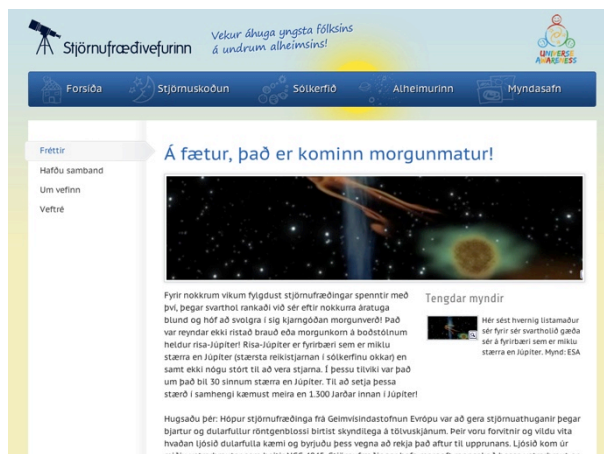 Stjörnufræðivefurinn
Vekur áhuga yngsta fólksins
á undrum alheimsins!
UNIVERSE
AWARENESS
Forsíða
Stjörnuskoðun
Sólkerfið
Alheimurinn
Myndasafn
Fréttir
Hafðu samband
Um vefinn
Veftré
Á fætur, það er kominn morgunmatur!
Fyrir nokkrum vikum fylgdust stjörnufræðingar spenntir með
því, þegar svarthol rankaði við sér eftir nokkurra áratuga
blund og hóf að svolgra í sig kjarngóðan morgunverð! Það
var reyndar ekki ristað brauð eða morgunkorn á boðstólnum
heldur risa-Júpíter! Risa-Júpíter er fyrirbæri sem er miklu
stærra en Júpíter (stærsta reikistjarnan í sólkerfinu okkar) en
samt ekki nógu stórt til að vera stjarna. Í þessu tilviki var það
um það bil 30 sinnum stærra en Júpíter. Til að setja þessa
stærð í samhengi kæmust meira en 1.300 Jarðar innan í Júpíter!
Tengdar myndir
Hér sést hvernig listamaður
sér fyrir sér svartholið gæða
sér á fyrirbæri sem er miklu
stærra en Júpíter. Mynd: ESA
Hugsaðu þér: Hópur stjörnufræðinga frá Geimvísindastofnun Evrópu var að gera stjörnuathuganir þegar
bjartur og dularfullur röntgenblossi birtist skyndilega á tölvuskjánum. Þeir voru forvitnir og vildu vita
hvaðan ljósið dularfulla kæmi og byrjuðu þess vegna að rekja það aftur til upprunans. Ljósið kom úr